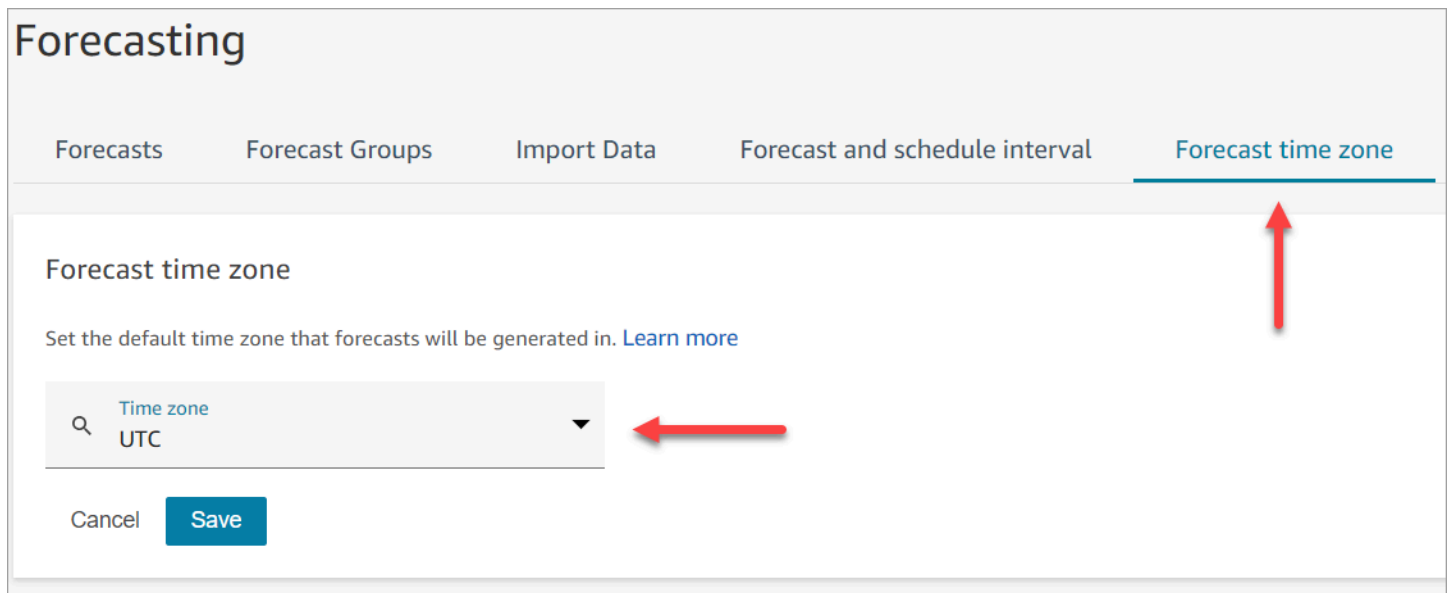 Forecasting
Forecasts Forecast Groups Import Data Forecast and schedule interval Forecast time zone
Forecast time zone
Set the default time zone that forecasts will be generated in. Learn more
Time zone
UTC
Cancel Save